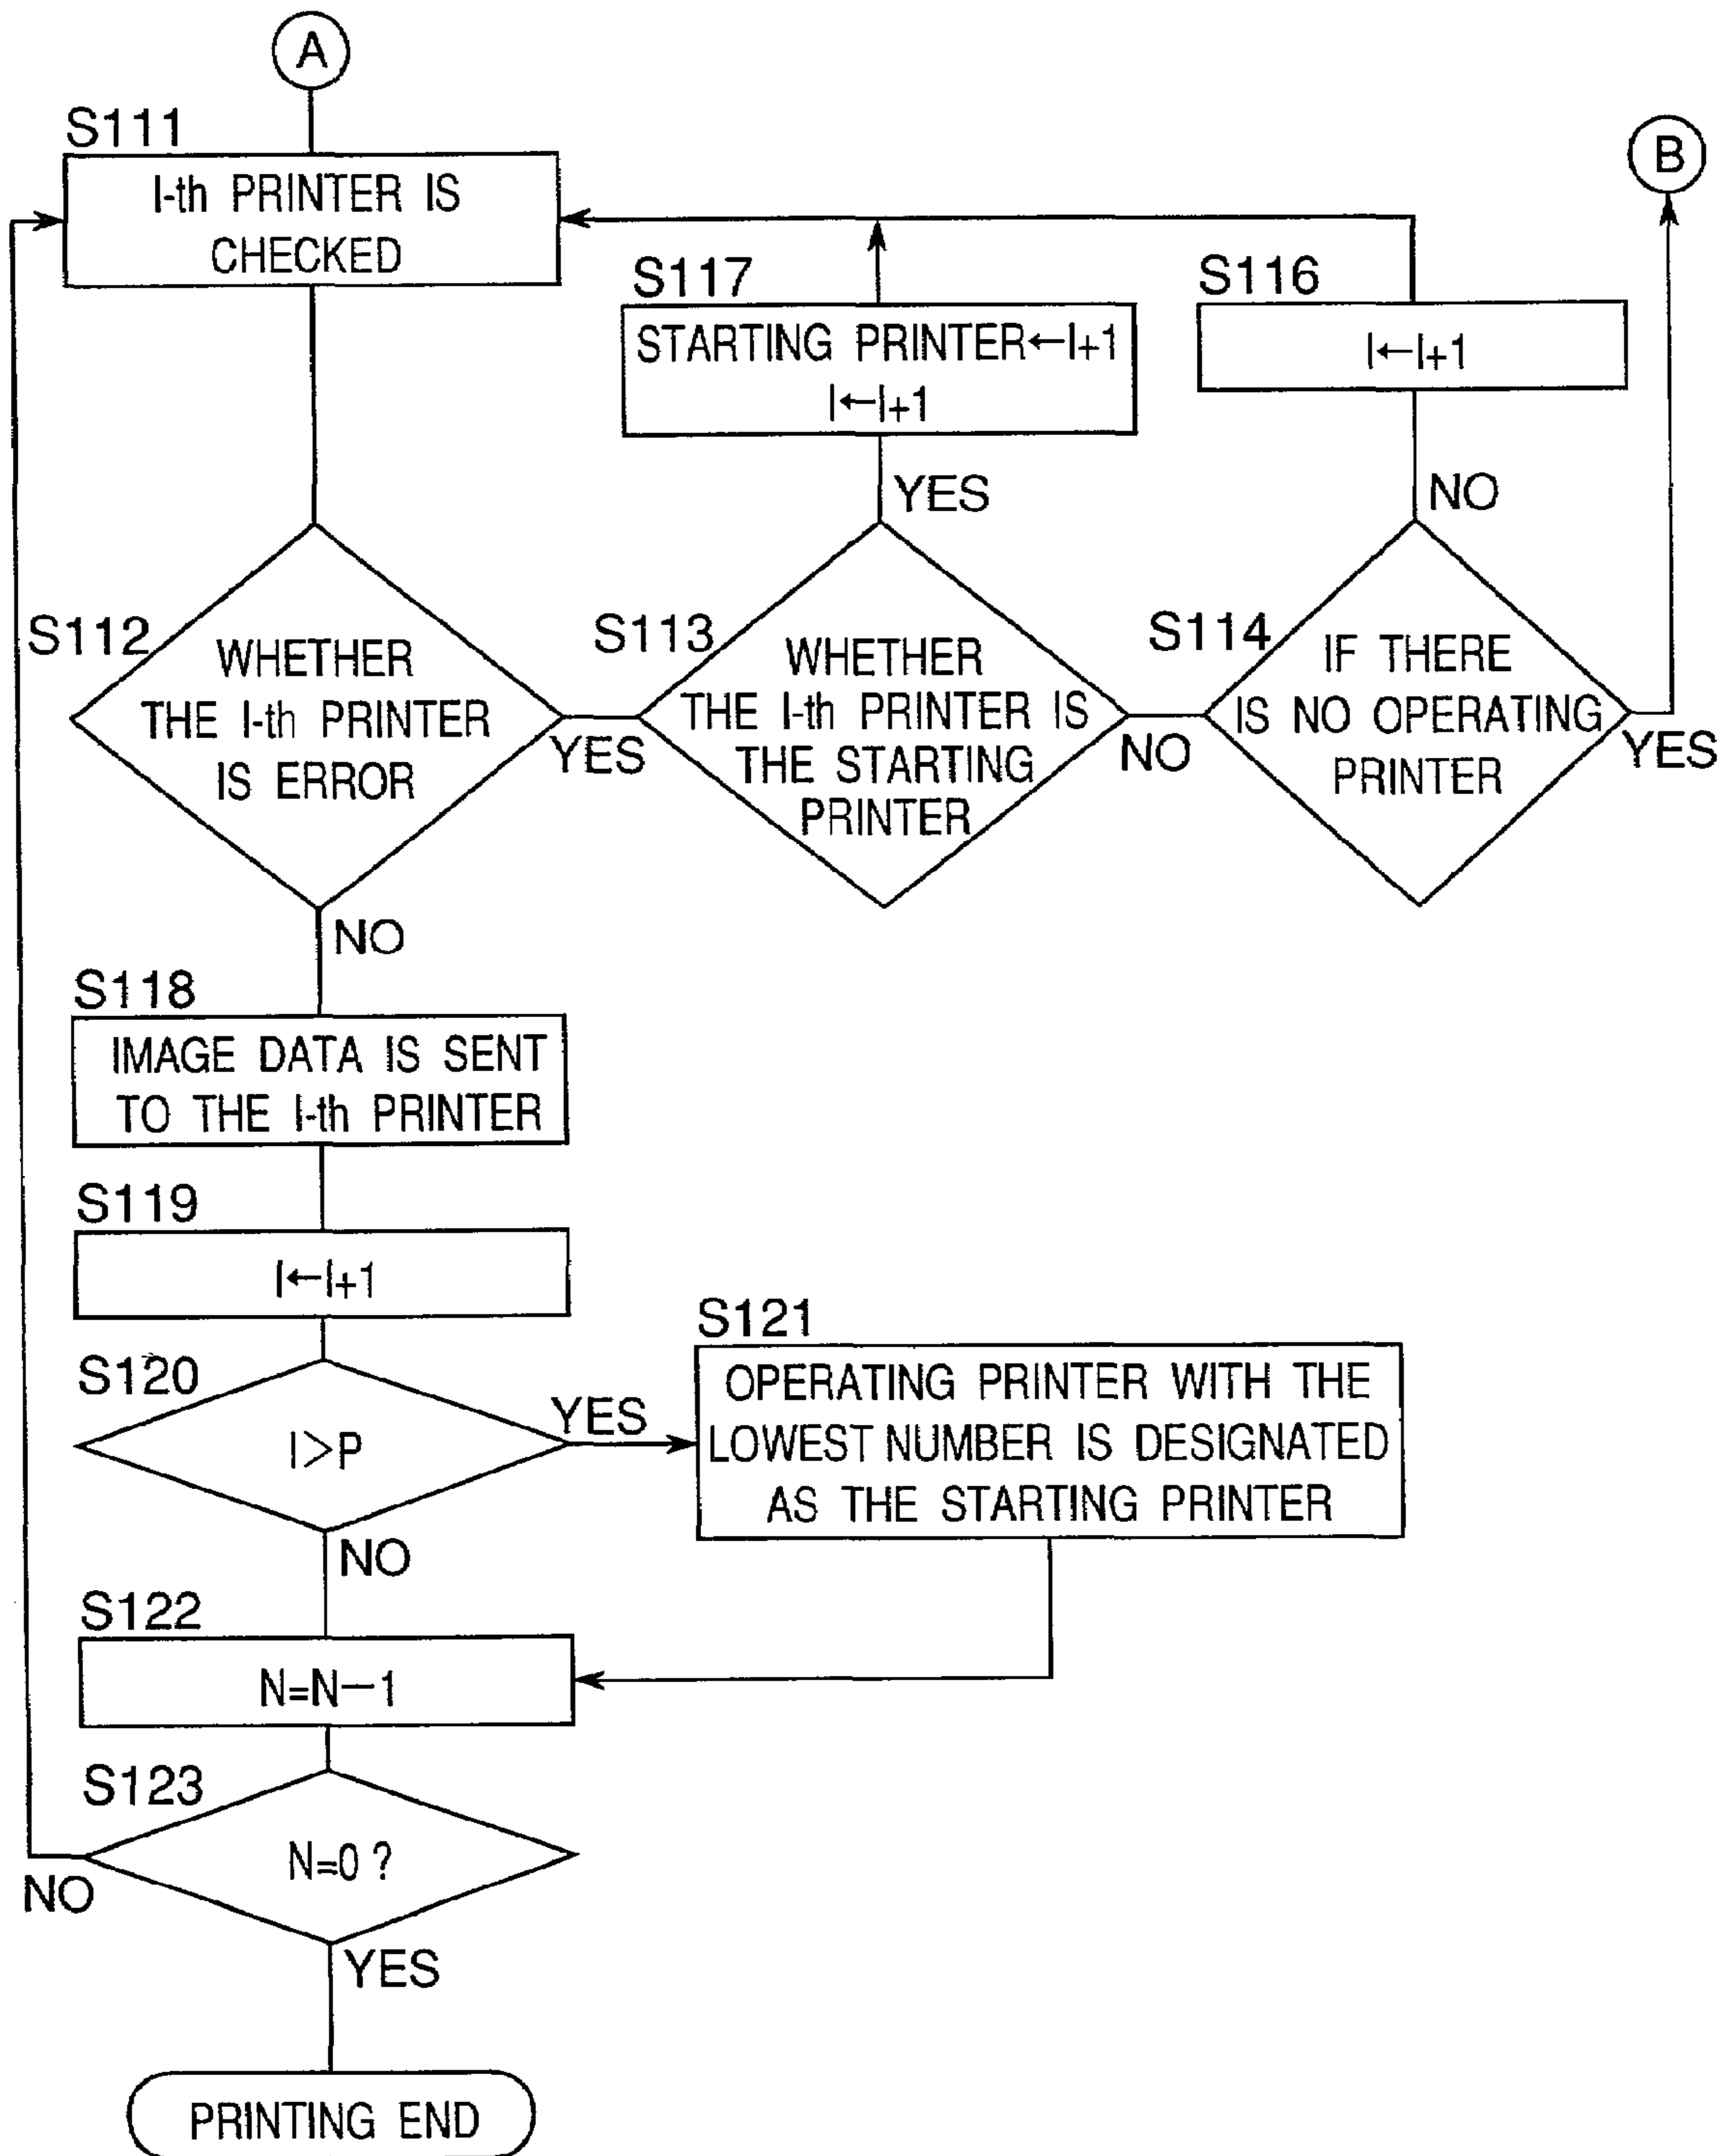 A
B
S111
I-th PRINTER IS
CHECKED
S117
STARTING PRINTER←I+1
I←I+1
S116
I←I+1
YES
NO
S112
WHETHER
THE I-th PRINTER
IS ERROR
YES
S113
WHETHER
THE I-th PRINTER IS
THE STARTING
PRINTER
NO
S114
IF THERE
IS NO OPERATING
PRINTER
YES
NO
S118
IMAGE DATA IS SENT
TO THE I-th PRINTER
S119
I←I+1
S120
I>P
YES
S121
OPERATING PRINTER WITH THE
LOWEST NUMBER IS DESIGNATED
AS THE STARTING PRINTER
NO
S122
N=N−1
S123
N=0 ?
NO
YES
PRINTING END